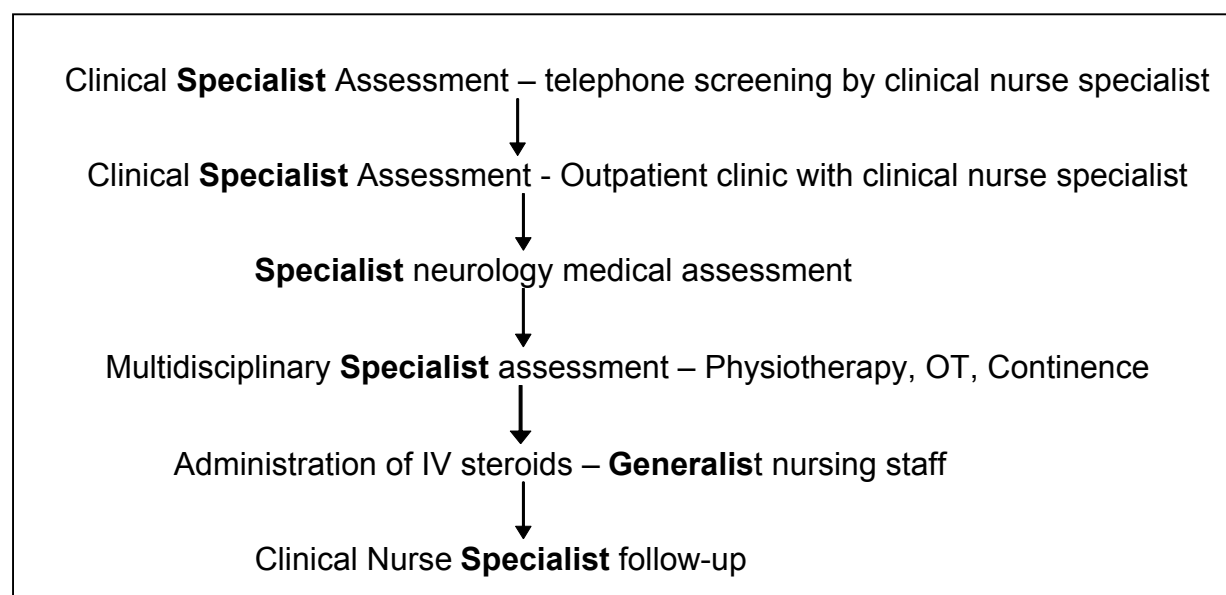 Clinical Specialist Assessment – telephone screening by clinical nurse specialist
Clinical Specialist Assessment - Outpatient clinic with clinical nurse specialist
Specialist neurology medical assessment
Multidisciplinary Specialist assessment – Physiotherapy, OT, Continence
Administration of IV steroids – Generalist nursing staff
Clinical Nurse Specialist follow-up